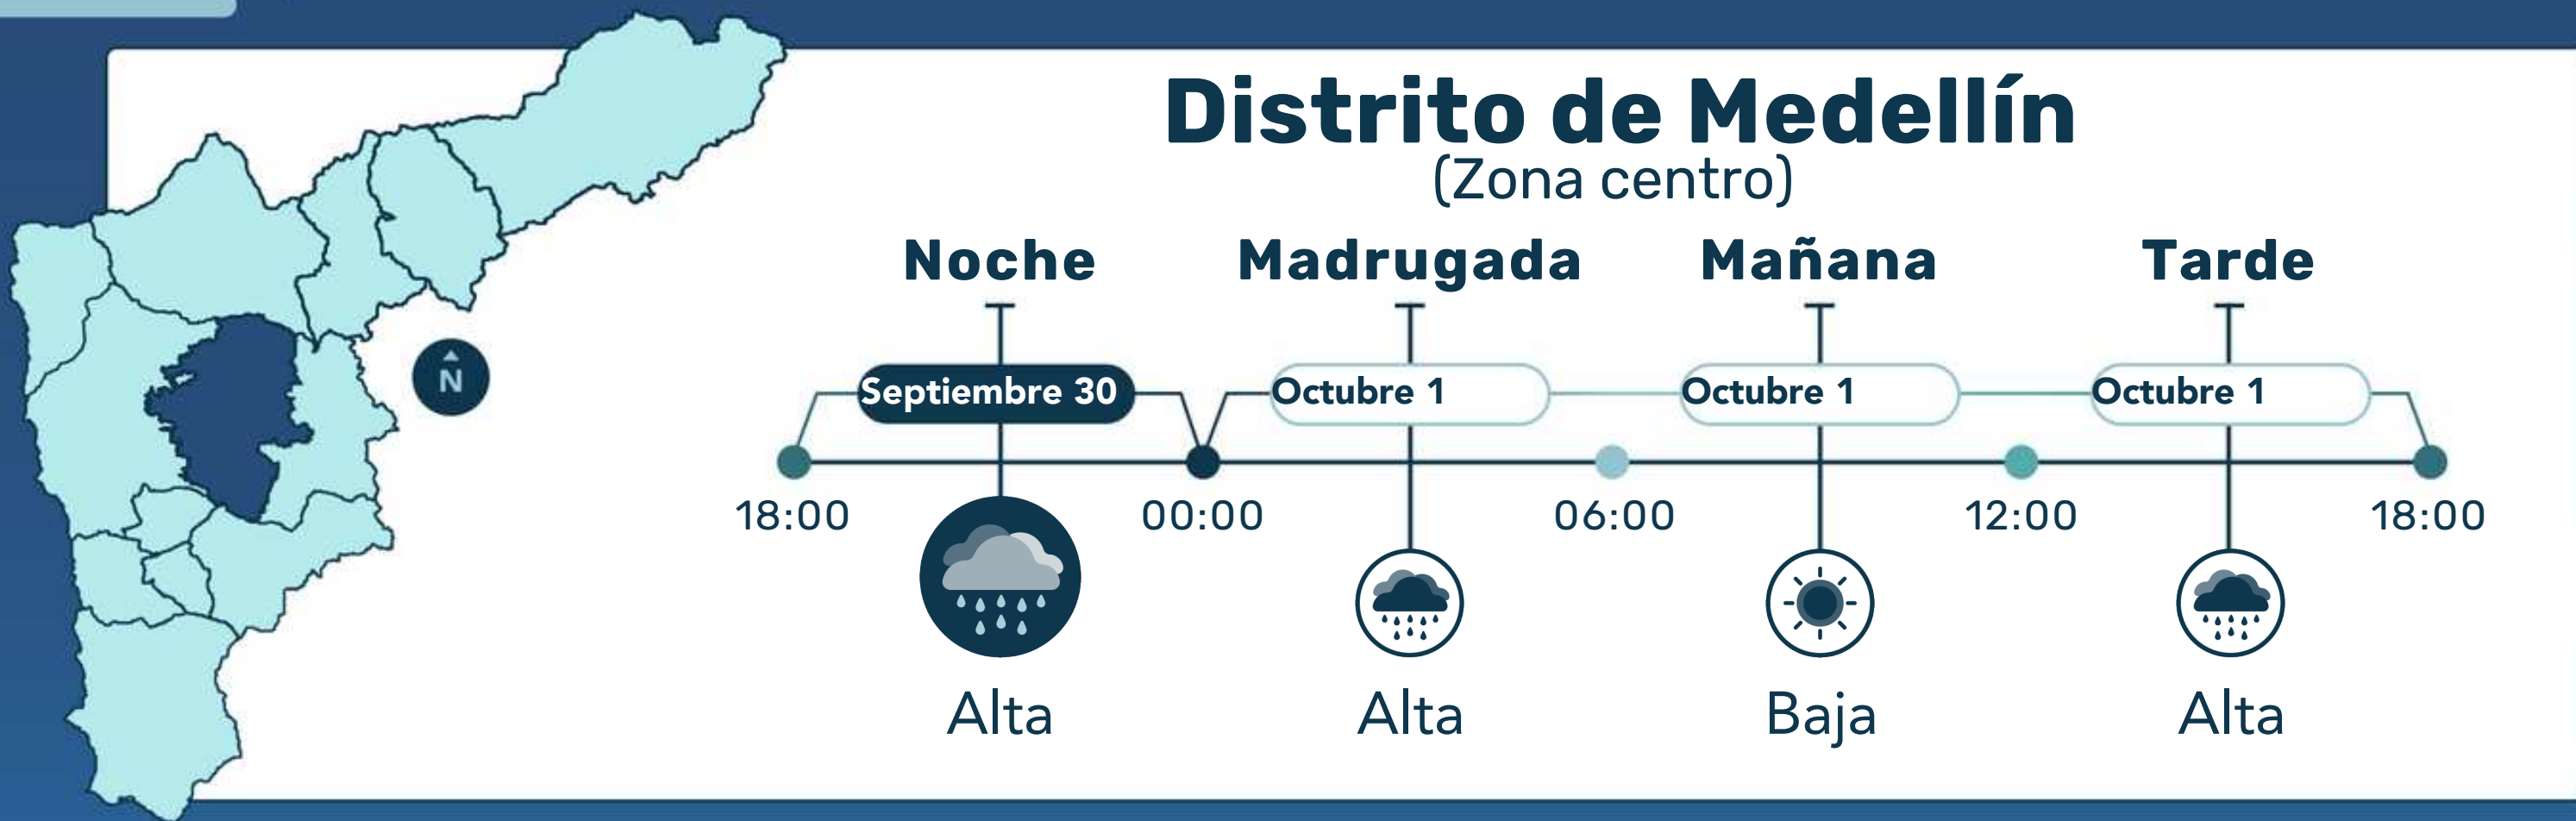 Distrito de Medellín
(Zona centro)
Noche Madrugada Mañana Tarde
N
Septiembre 30 Octubre 1 Octubre 1 Octubre 1
18:00 00:00 06:00 12:00 18:00
Alta Alta Baja Alta